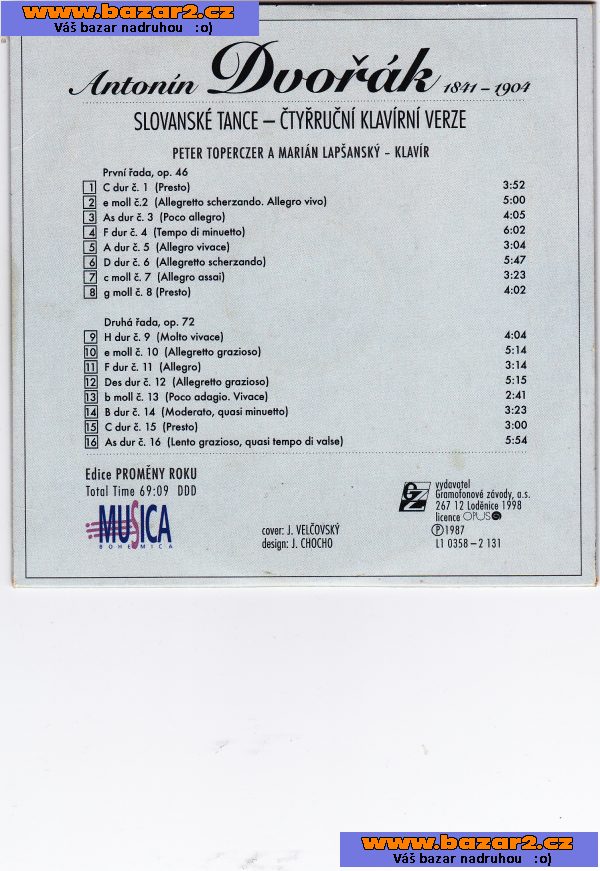 www.bazar2.cz
Váš bazar nadruhou :o)
Antonín Dvořák 1841 – 1904
SLOVANSKÉ TANCE – ČTYŘRUČNÍ KLAVÍRNÍ VERZE
PETER TOPERCZER A MARIÁN LAPŠANSKÝ – KLAVÍR
První řada, op. 46
1 C dur č. 1 (Presto) 3:52
2 e moll č.2 (Allegretto scherzando. Allegro vivo) 5:00
3 As dur č. 3 (Poco allegro) 4:05
4 F dur č. 4 (Tempo di minuetto) 6:02
5 A dur č. 5 (Allegro vivace) 3:04
6 D dur č. 6 (Allegretto scherzando) 5:47
7 c moll č. 7 (Allegro assai) 3:23
8 g moll č. 8 (Presto) 4:02
Druhá řada, op. 72
9 H dur č. 9 (Molto vivace) 4:04
10 e moll č. 10 (Allegretto grazioso) 5:14
11 F dur č. 11 (Allegro) 3:14
12 Des dur č. 12 (Allegretto grazioso) 5:15
13 b moll č. 13 (Poco adagio. Vivace) 2:41
14 B dur č. 14 (Moderato, quasi minuetto) 3:23
15 C dur č. 15 (Presto) 3:00
16 As dur č. 16 (Lento grazioso, quasi tempo di valse) 5:54
Edice PROMĚNY ROKU
Total Time 69:09 DDD
MUSICA
BOHEMICA
cover: J. VELČOVSKÝ
design: J. CHOCHO
GZ
vydavatel
Gramofonové závody, a.s.
267 12 Loděnice 1998
licence OPUS
Ⓟ1987
L1 0358–2 131
www.bazar2.cz
Váš bazar nadruhou :o)